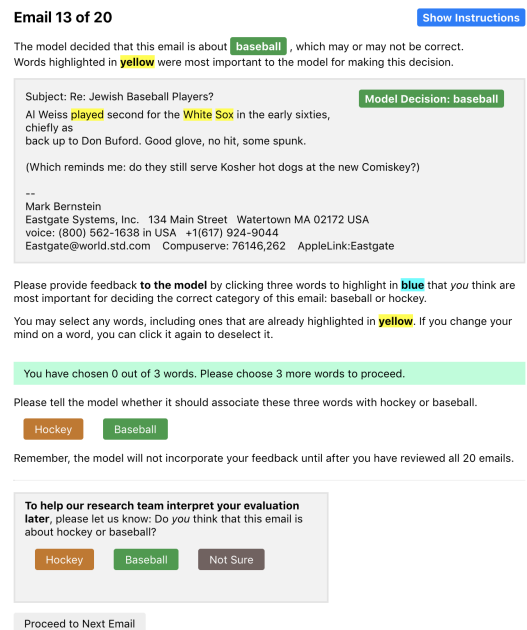 Email 13 of 20
Show Instructions
The model decided that this email is about baseball , which may or may not be correct.
Words highlighted in yellow were most important to the model for making this decision.
Subject: Re: Jewish Baseball Players?
Model Decision: baseball
Al Weiss played second for the White Sox in the early sixties,
chiefly as
back up to Don Buford. Good glove, no hit, some spunk.
(Which reminds me: do they still serve Kosher hot dogs at the new Comiskey?)
--
Mark Bernstein
Eastgate Systems, Inc. 134 Main Street Watertown MA 02172 USA
voice: (800) 562-1638 in USA +1(617) 924-9044
Eastgate@world.std.com Compuserve: 76146,262 AppleLink:Eastgate
Please provide feedback to the model by clicking three words to highlight in blue that you think are
most important for deciding the correct category of this email: baseball or hockey.
You may select any words, including ones that are already highlighted in yellow. If you change your
mind on a word, you can click it again to deselect it.
You have chosen 0 out of 3 words. Please choose 3 more words to proceed.
Please tell the model whether it should associate these three words with hockey or baseball.
Hockey Baseball
Remember, the model will not incorporate your feedback until after you have reviewed all 20 emails.
To help our research team interpret your evaluation
later, please let us know: Do you think that this email is
about hockey or baseball?
Hockey Baseball Not Sure
Proceed to Next Email